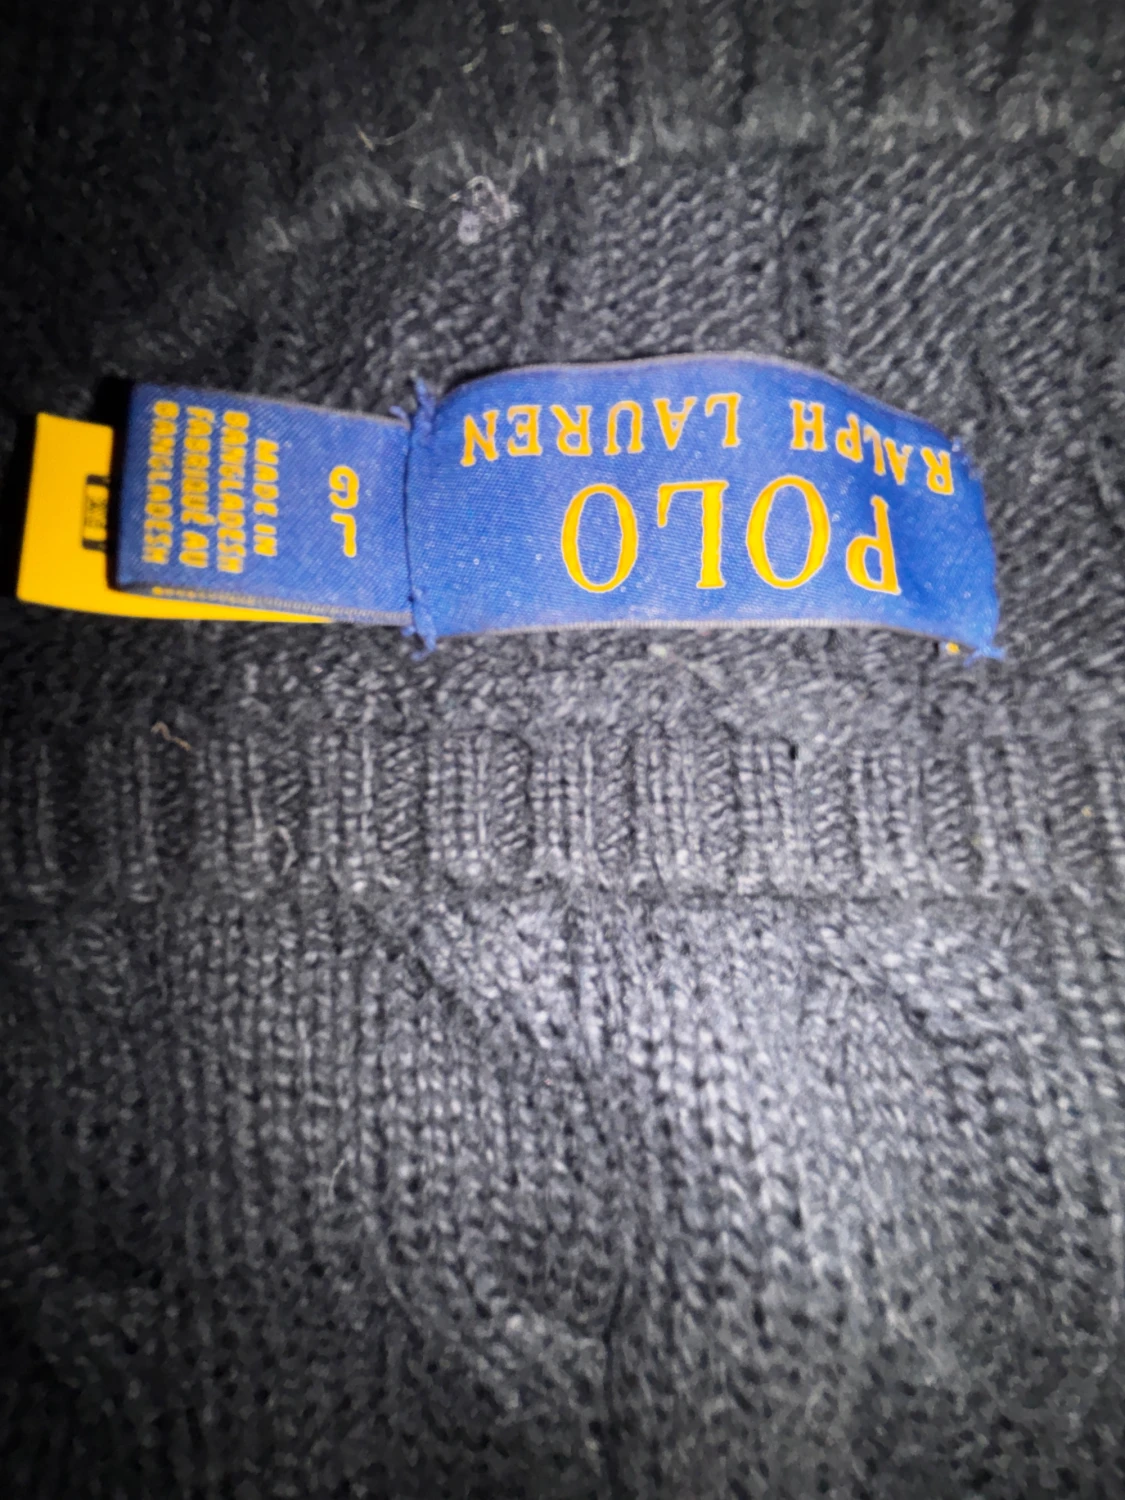 POLO
RALPH LAUREN
L
G
MADE IN
BANGLADESH
FABRIQUÉ AU
BANGLADESH